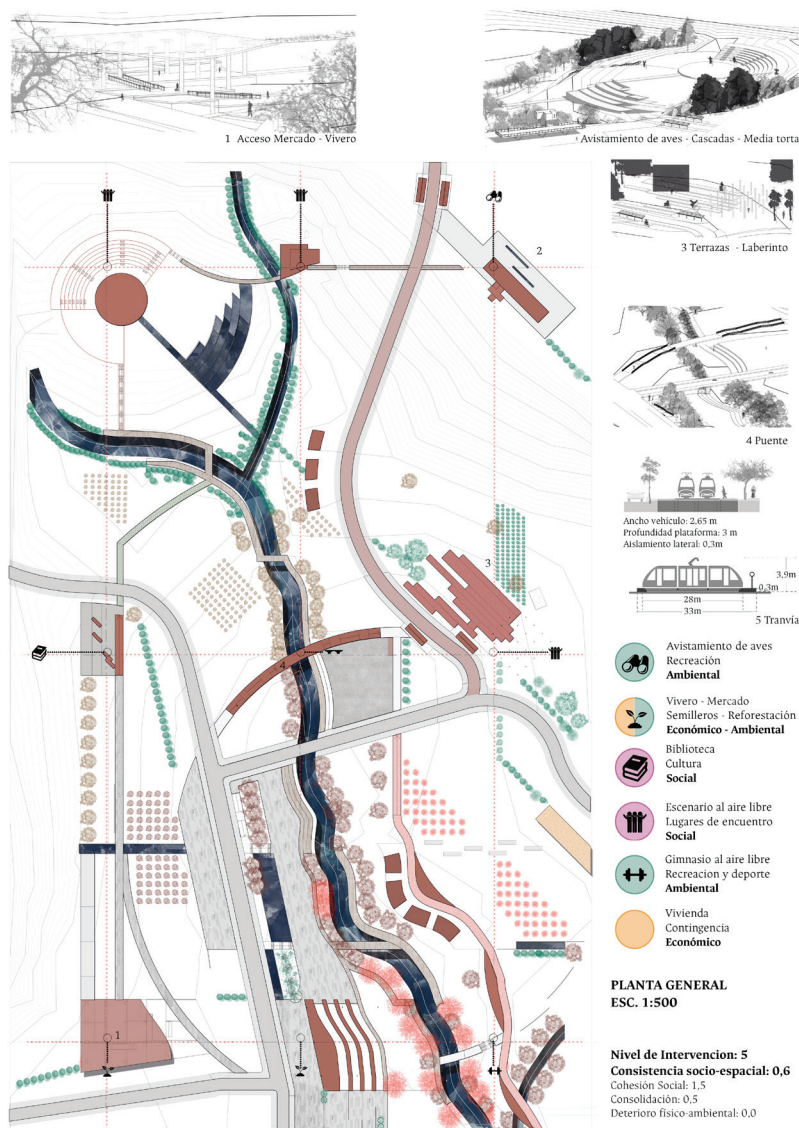 1 Acceso Mercado - Vivero
Avistamiento de aves - Cascadas - Media torta
2
3 Terrazas - Laberinto
4 Puente
Ancho vehículo: 2,65 m
Profundidad plataforma: 3 m
Aislamiento lateral: 0,3m
3,9m
0,3m
28m
33m
5 Tranvía
3
4
1
Avistamiento de aves
Recreación
Ambiental
Vivero - Mercado
Semilleros - Reforestación
Económico - Ambiental
Biblioteca
Cultura
Social
Escenario al aire libre
Lugares de encuentro
Social
Gimnasio al aire libre
Recreacion y deporte
Ambiental
Vivienda
Contingencia
Económico
PLANTA GENERAL
ESC. 1:500
Nivel de Intervencion: 5
Consistencia socio-espacial: 0,6
Cohesión Social: 1,5
Consolidación: 0,5
Deterioro físico-ambiental: 0,0